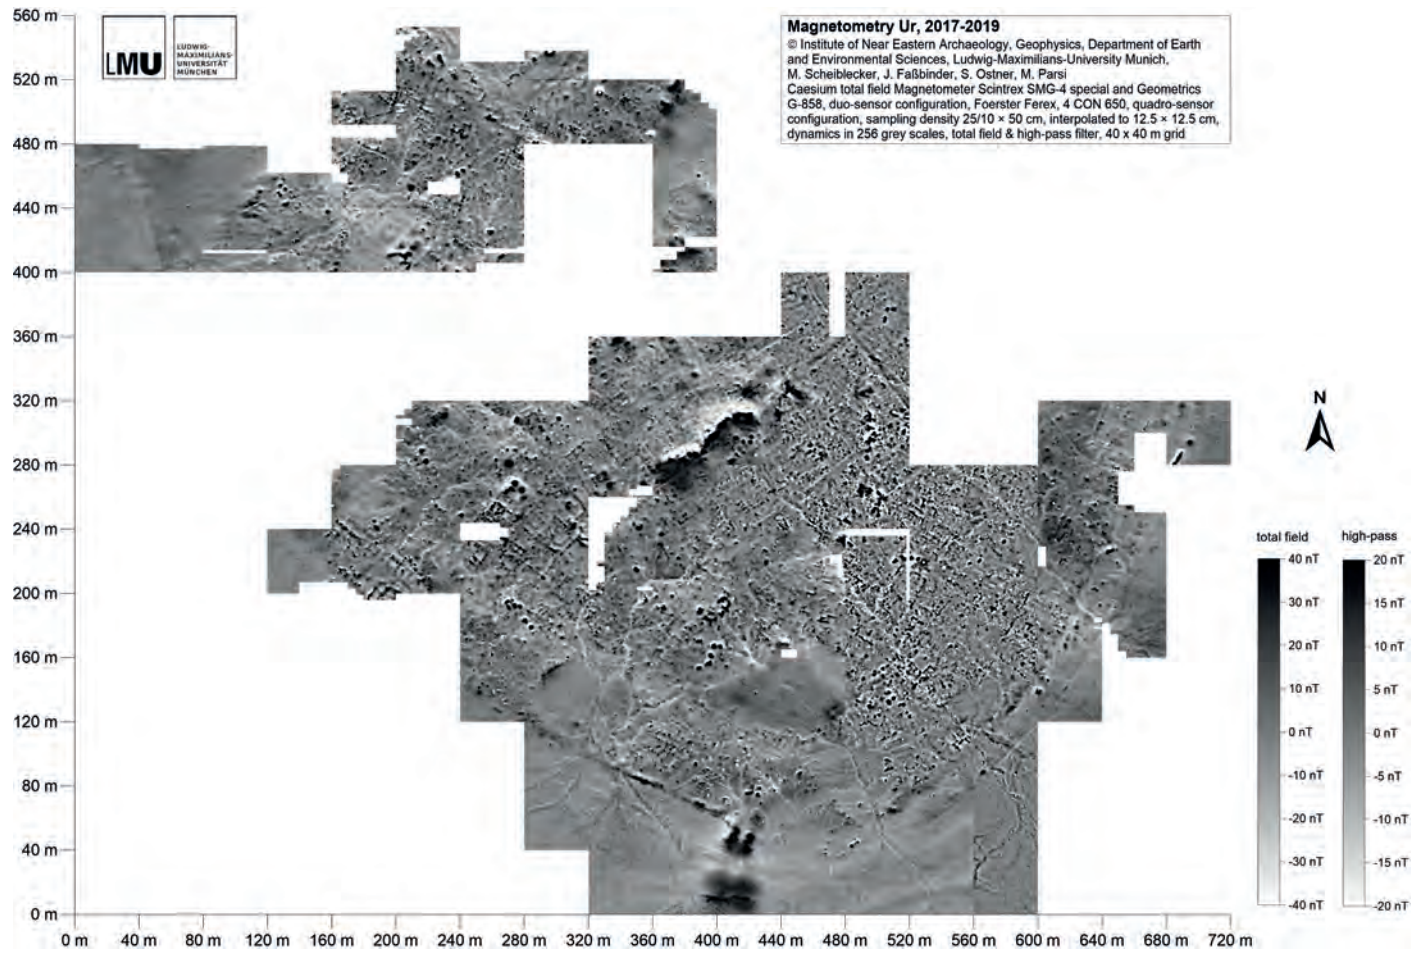 560 m
520 m
480 m
440 m
400 m
360 m
320 m
280 m
240 m
200 m
160 m
120 m
80 m
40 m
0 m
LMU
LUDWIG-
MAXIMILIANS-
UNIVERSITÄT
MÜNCHEN
Magnetometry Ur, 2017-2019
© Institute of Near Eastern Archaeology, Geophysics, Department of Earth
and Environmental Sciences, Ludwig-Maximilians-University Munich,
M. Scheiblecker, J. Faßbinder, S. Ostner, M. Parsi
Caesium total field Magnetometer Scintrex SMG-4 special and Geometrics
G-858, duo-sensor configuration, Foerster Ferex, 4 CON 650, quadro-sensor
configuration, sampling density 25/10 × 50 cm, interpolated to 12.5 × 12.5 cm,
dynamics in 256 grey scales, total field & high-pass filter, 40 x 40 m grid
N
total field
40 nT
30 nT
20 nT
10 nT
0 nT
-10 nT
-20 nT
-30 nT
-40 nT
high-pass
20 nT
15 nT
10 nT
5 nT
0 nT
-5 nT
-10 nT
-15 nT
-20 nT
0 m 40 m 80 m 120 m 160 m 200 m 240 m 280 m 320 m 360 m 400 m 440 m 480 m 520 m 560 m 600 m 640 m 680 m 720 m